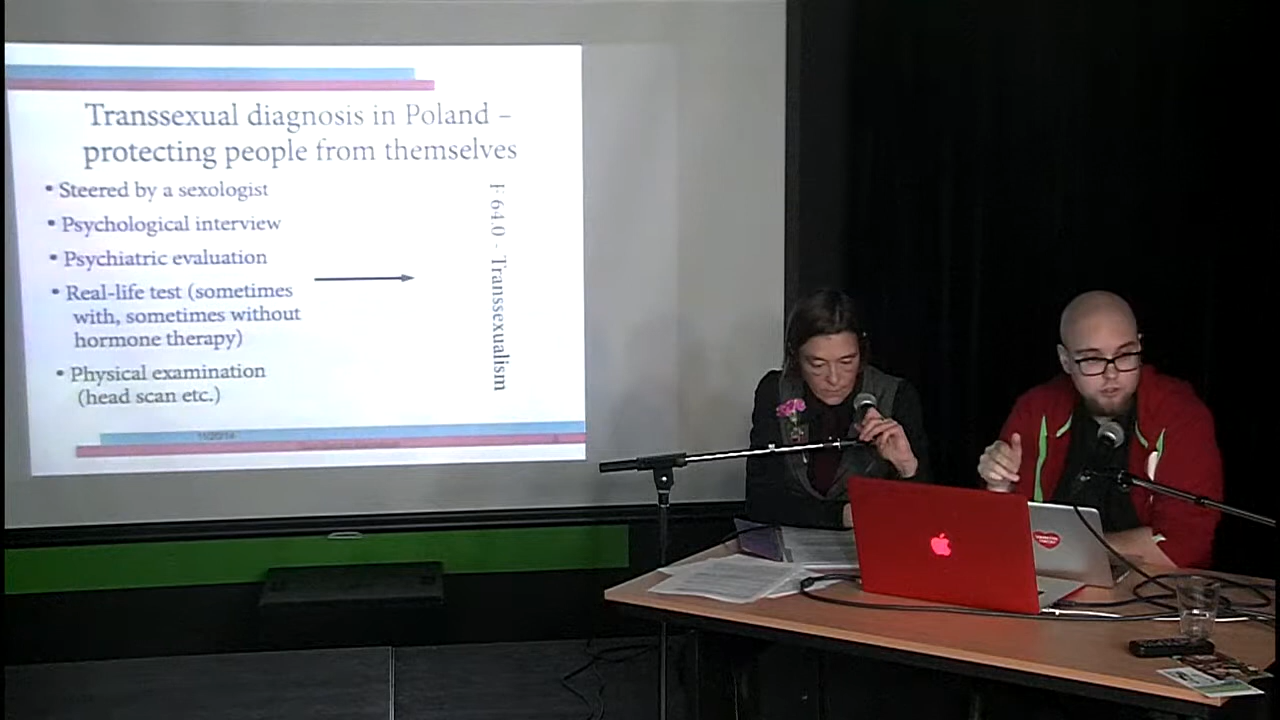 Transsexual diagnosis in Poland –
protecting people from themselves
• Steered by a sexologist
• Psychological interview
• Psychiatric evaluation
• Real-life test (sometimes
with, sometimes without
hormone therapy)
• Physical examination
(head scan etc.)
F 64.0 - Transsexualism